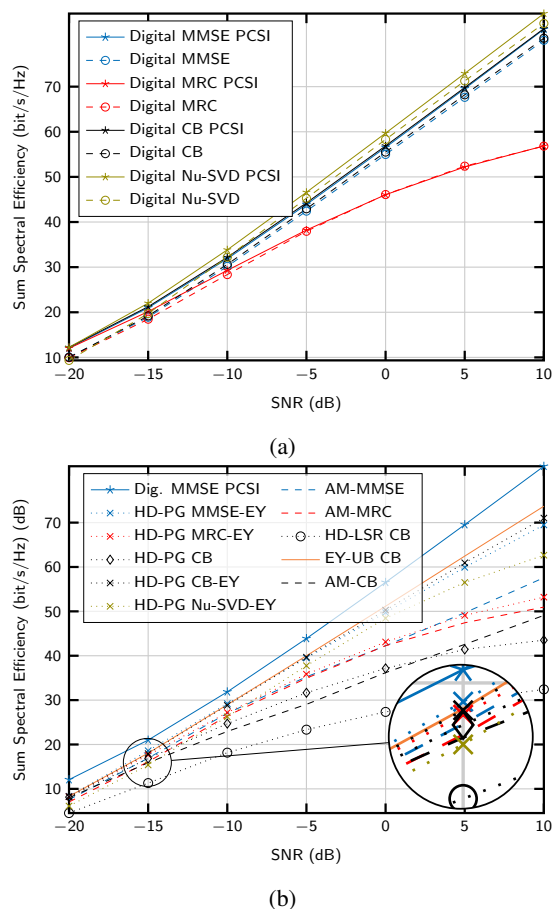 80
70
60
50
40
30
20
10
Sum Spectral Efficiency (bit/s/Hz)
Digital MMSE PCSI
Digital MMSE
Digital MRC PCSI
Digital MRC
Digital CB PCSI
Digital CB
Digital Nu-SVD PCSI
Digital Nu-SVD
−20 −15 −10 −5 0 5 10
SNR (dB)
(a)
70
60
50
40
30
20
10
Sum Spectral Efficiency (bit/s/Hz) (dB)
Dig. MMSE PCSI
HD-PG MMSE-EY
HD-PG MRC-EY
HD-PG CB
HD-PG CB-EY
HD-PG Nu-SVD-EY
AM-MMSE
AM-MRC
HD-LSR CB
EY-UB CB
AM-CB
−20 −15 −10 −5 0 5 10
SNR (dB)
(b)